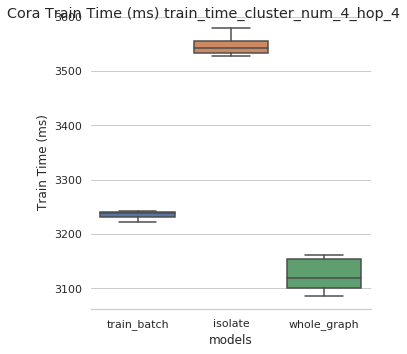 Cora Train Time (ms) train_time_cluster_num_4_hop_4
3600
3500
3400
3300
3200
3100
Train Time (ms)
train_batch isolate whole_graph
models